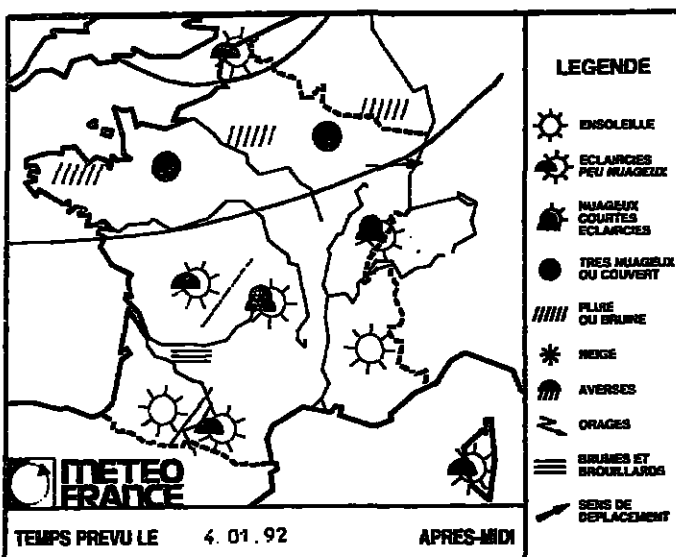 LEGENDE
ENSOLEILLE
ECLAIRCIES
PEU NUAGEUX
NUAGEUX
COURTES
ECLAIRCIES
TRES NUAGEUX
OU COUVERT
PLUIE
OU BRUINE
NEIGE
AVERSES
ORAGES
BRUMES ET
BROUILLARDS
SENS DE
DEPLACEMENT
METEO
FRANCE
TEMPS PREVU LE 4.01.92 APRES-MIDI